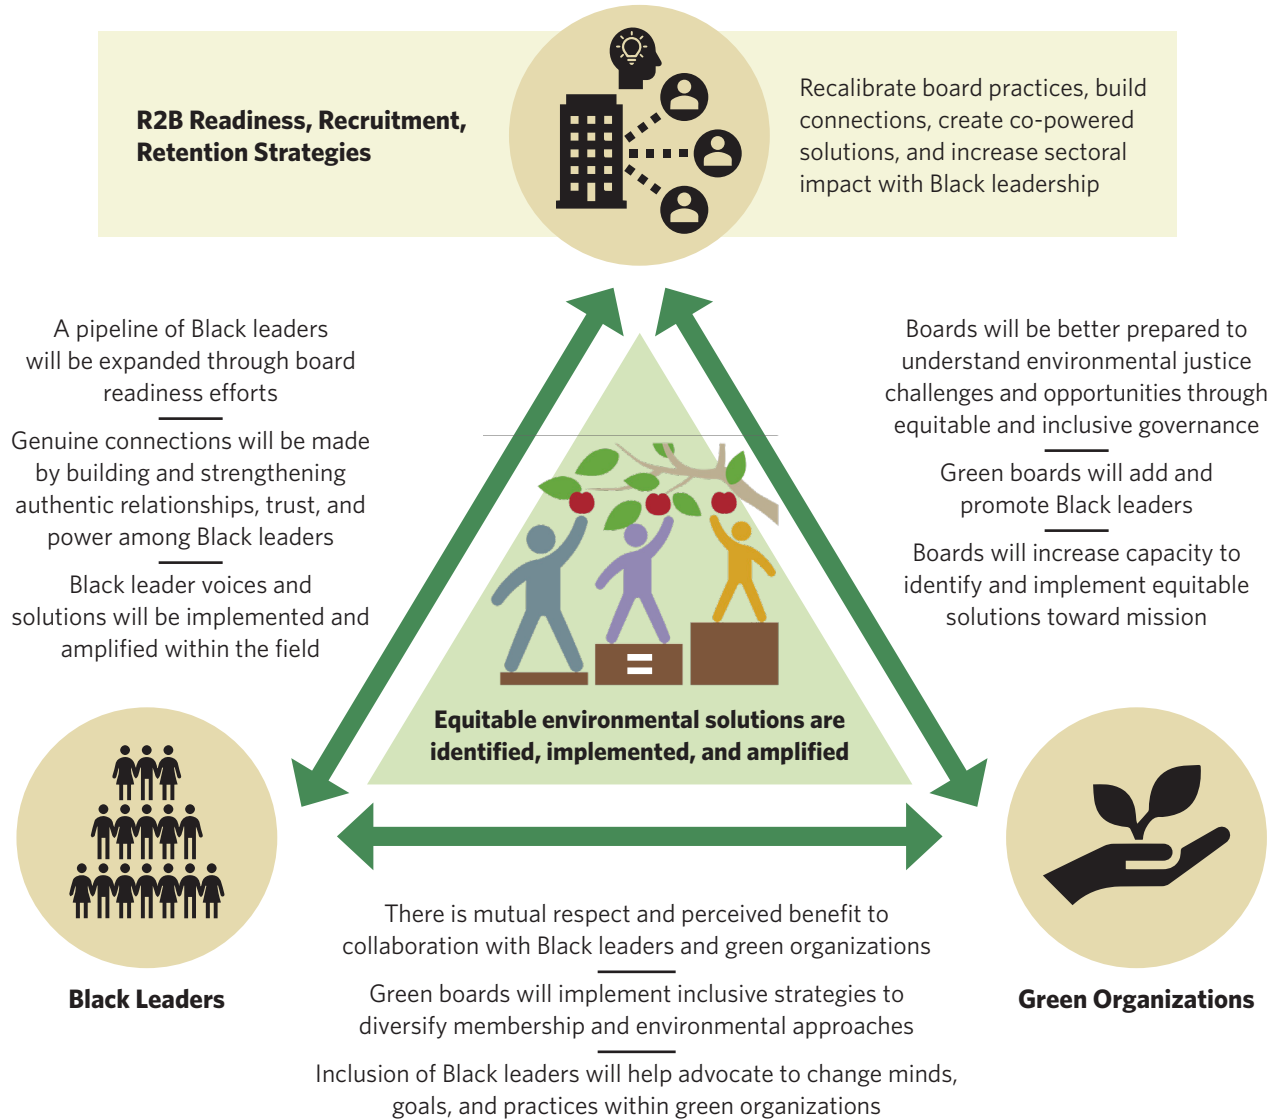 R2B Readiness, Recruitment,
Retention Strategies
Recalibrate board practices, build
connections, create co-powered
solutions, and increase sectoral
impact with Black leadership
A pipeline of Black leaders
will be expanded through board
readiness efforts
Genuine connections will be made
by building and strengthening
authentic relationships, trust, and
power among Black leaders
Black leader voices and
solutions will be implemented and
amplified within the field
Boards will be better prepared to
understand environmental justice
challenges and opportunities through
equitable and inclusive governance
Green boards will add and
promote Black leaders
Boards will increase capacity to
identify and implement equitable
solutions toward mission
=
Equitable environmental solutions are
identified, implemented, and amplified
Black Leaders
Green Organizations
There is mutual respect and perceived benefit to
collaboration with Black leaders and green organizations
Green boards will implement inclusive strategies to
diversify membership and environmental approaches
Inclusion of Black leaders will help advocate to change minds,
goals, and practices within green organizations